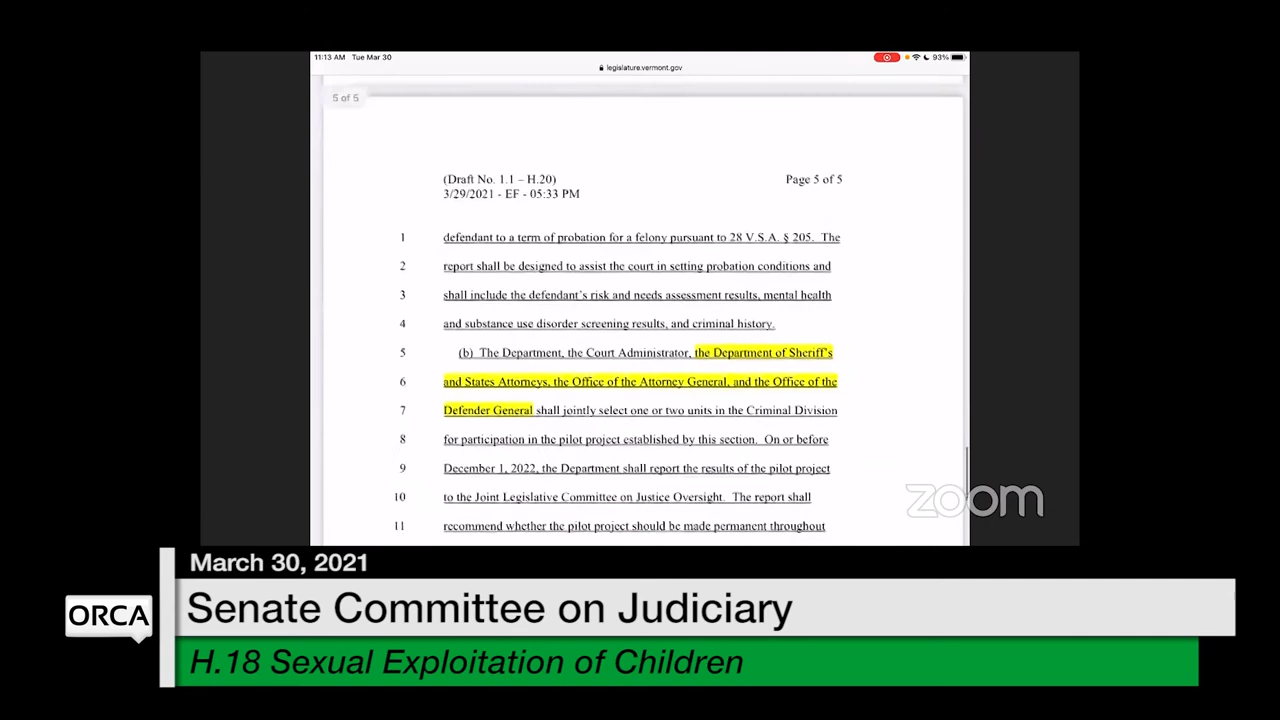 11:13 AM Tue Mar 30
93%
legislature.vermont.gov
5 of 5
(Draft No. 1.1 – H.20) Page 5 of 5
3/29/2021 - EF - 05:33 PM
1 defendant to a term of probation for a felony pursuant to 28 V.S.A. § 205. The
2 report shall be designed to assist the court in setting probation conditions and
3 shall include the defendant's risk and needs assessment results, mental health
4 and substance use disorder screening results, and criminal history.
5 (b) The Department, the Court Administrator, the Department of Sheriff's
6 and States Attorneys, the Office of the Attorney General, and the Office of the
7 Defender General shall jointly select one or two units in the Criminal Division
8 for participation in the pilot project established by this section. On or before
9 December 1, 2022, the Department shall report the results of the pilot project
10 to the Joint Legislative Committee on Justice Oversight. The report shall
11 recommend whether the pilot project should be made permanent throughout
zoom
March 30, 2021
ORCA
Senate Committee on Judiciary
H.18 Sexual Exploitation of Children